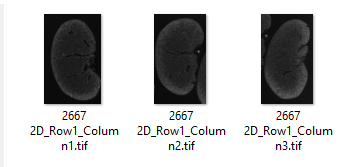 2667
2D_Row1_Colum
n1.tif
2667
2D_Row1_Colum
n2.tif
2667
2D_Row1_Colum
n3.tif